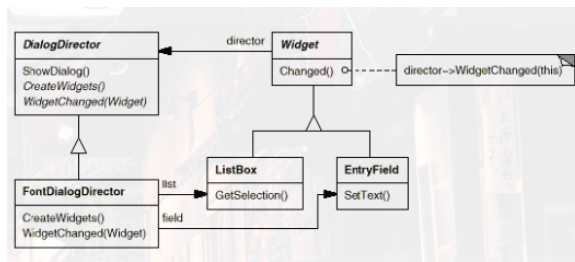 DialogDirector
ShowDialog()
CreateWidgets()
WidgetChanged(Widget)
director
Widget
Changed()
director->WidgetChanged(this)
FontDialogDirector
CreateWidgets()
WidgetChanged(Widget)
list
field
ListBox
GetSelection()
EntryField
SetText()